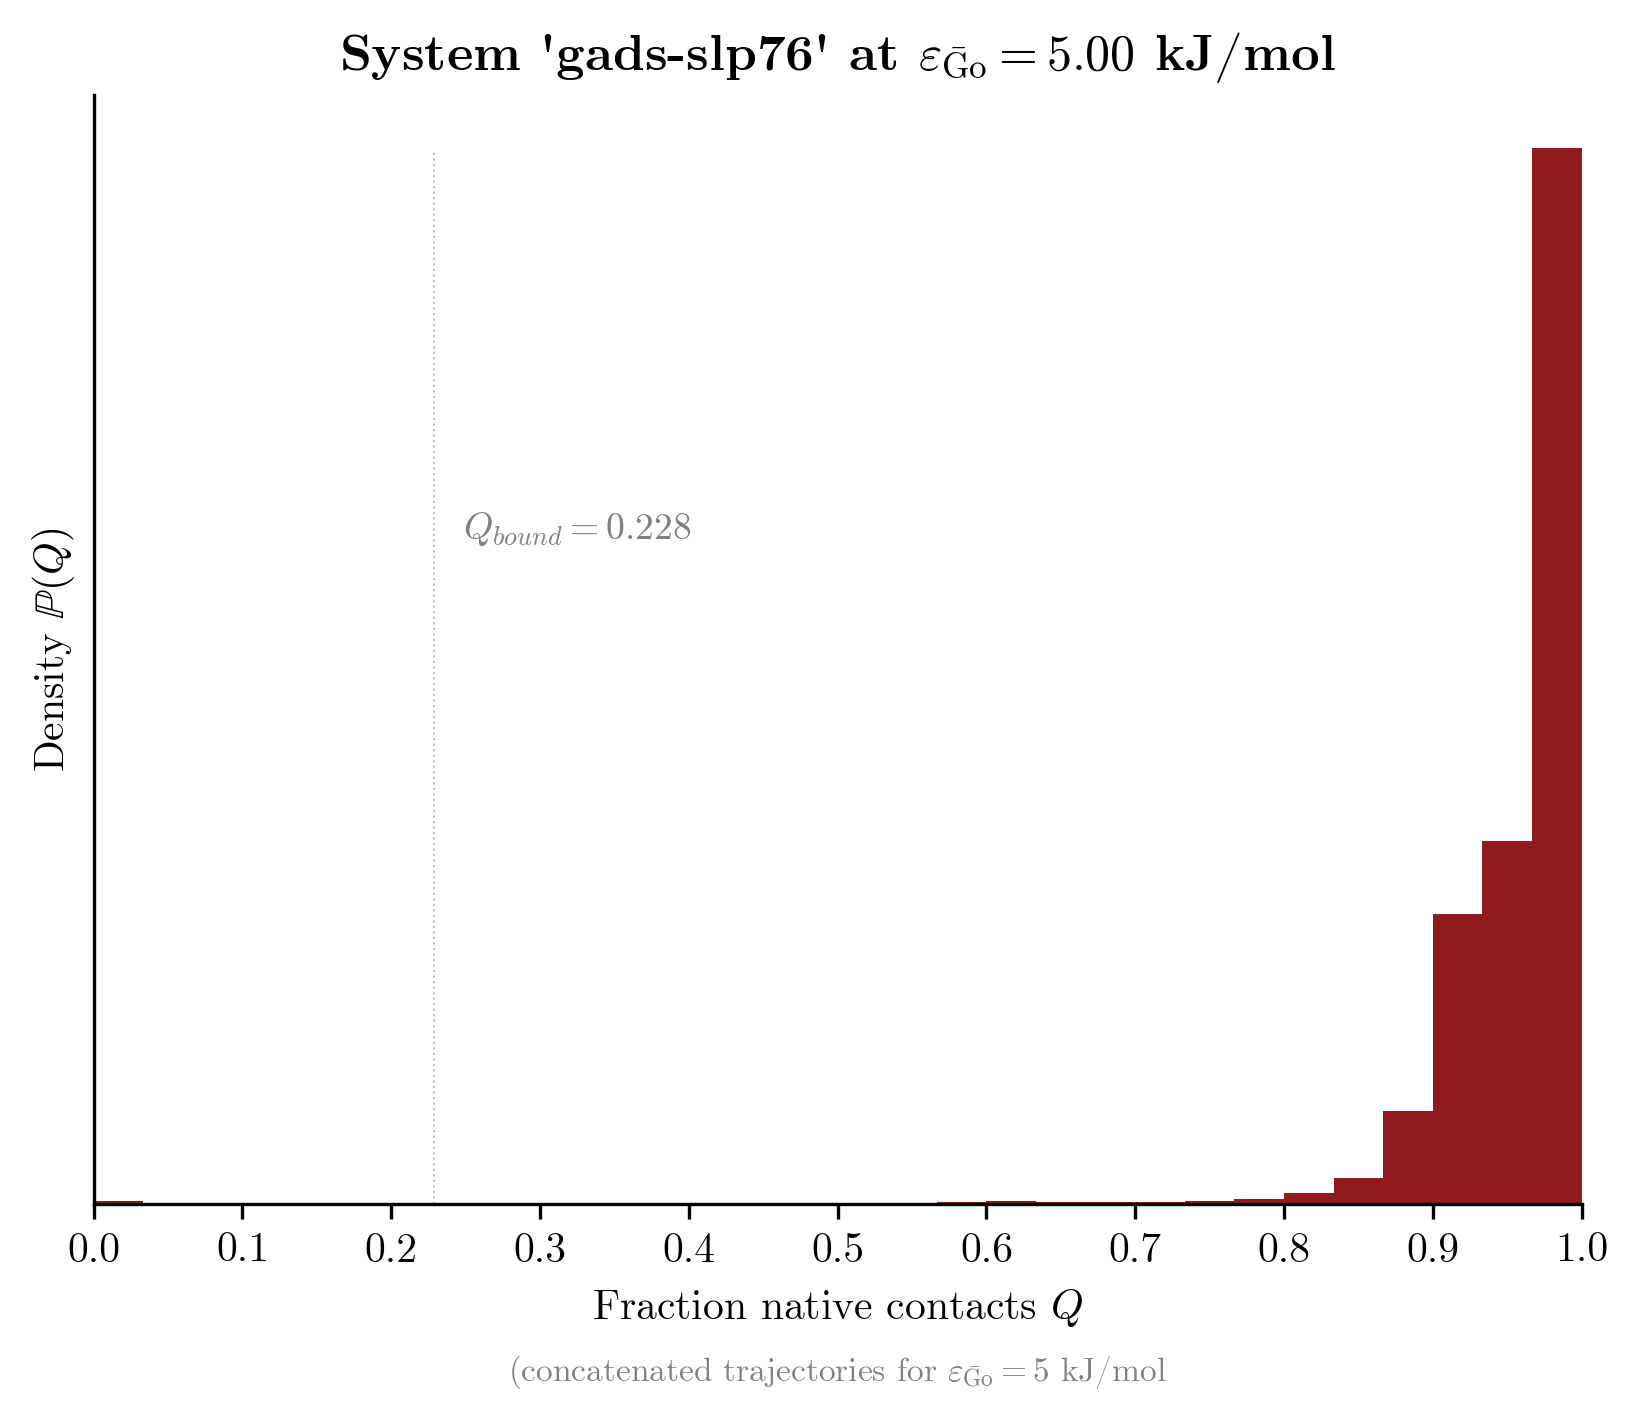 System 'gads-slp76' at ε_Ḡo = 5.00 kJ/mol
Density ℙ(Q)
Q_bound = 0.228
0.0 0.1 0.2 0.3 0.4 0.5 0.6 0.7 0.8 0.9 1.0
Fraction native contacts Q
(concatenated trajectories for ε_Ḡo = 5 kJ/mol